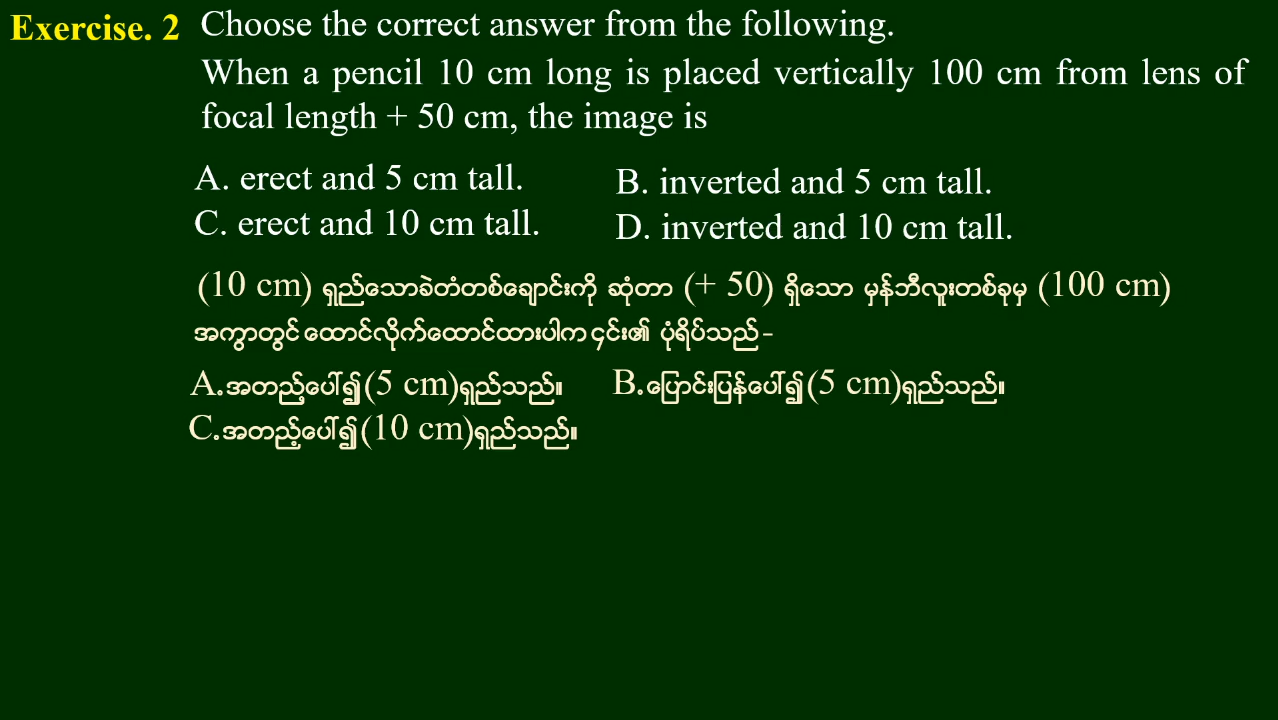 Exercise. 2 Choose the correct answer from the following.
When a pencil 10 cm long is placed vertically 100 cm from lens of
focal length + 50 cm, the image is
A. erect and 5 cm tall. B. inverted and 5 cm tall.
C. erect and 10 cm tall. D. inverted and 10 cm tall.
(10 cm) ရှည်သောခဲတံတစ်ချောင်းကို ဆုံတာ (+ 50) ရှိသော မှန်ဘီလူးတစ်ခုမှ (100 cm)
အကွာတွင် ထောင်လိုက်ထောင်ထားပါက ၎င်း၏ ပုံရိပ်သည် -
A.အတည့်ပေါ်၍(5 cm)ရှည်သည်။ B.ပြောင်းပြန်ပေါ်၍(5 cm)ရှည်သည်။
C.အတည့်ပေါ်၍(10 cm)ရှည်သည်။